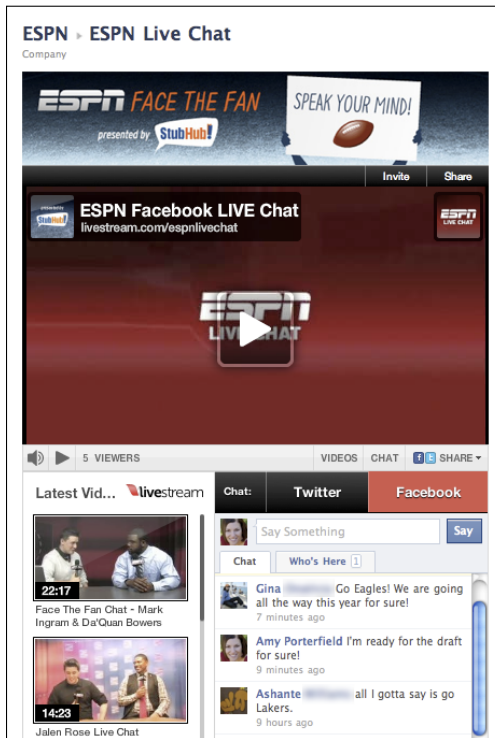 ESPN ▸ ESPN Live Chat
Company
ESPN FACE THE FAN
presented by StubHub!
SPEAK YOUR MIND!
Invite Share
presented by StubHub!
ESPN Facebook LIVE Chat
livestream.com/espnlivechat
ESPN
LIVE CHAT
ESPN
LIVE CHAT
5 VIEWERS VIDEOS CHAT SHARE
Latest Vid... livestream
22:17
Face The Fan Chat - Mark
Ingram & Da'Quan Bowers
14:23
Jalen Rose Live Chat
Chat: Twitter Facebook
Say Something Say
Chat Who's Here 1
Gina Go Eagles! We are going
all the way this year for sure!
7 minutes ago
Amy Porterfield I'm ready for the draft
for sure!
9 minutes ago
Ashante all I gotta say is go
Lakers.
9 hours ago